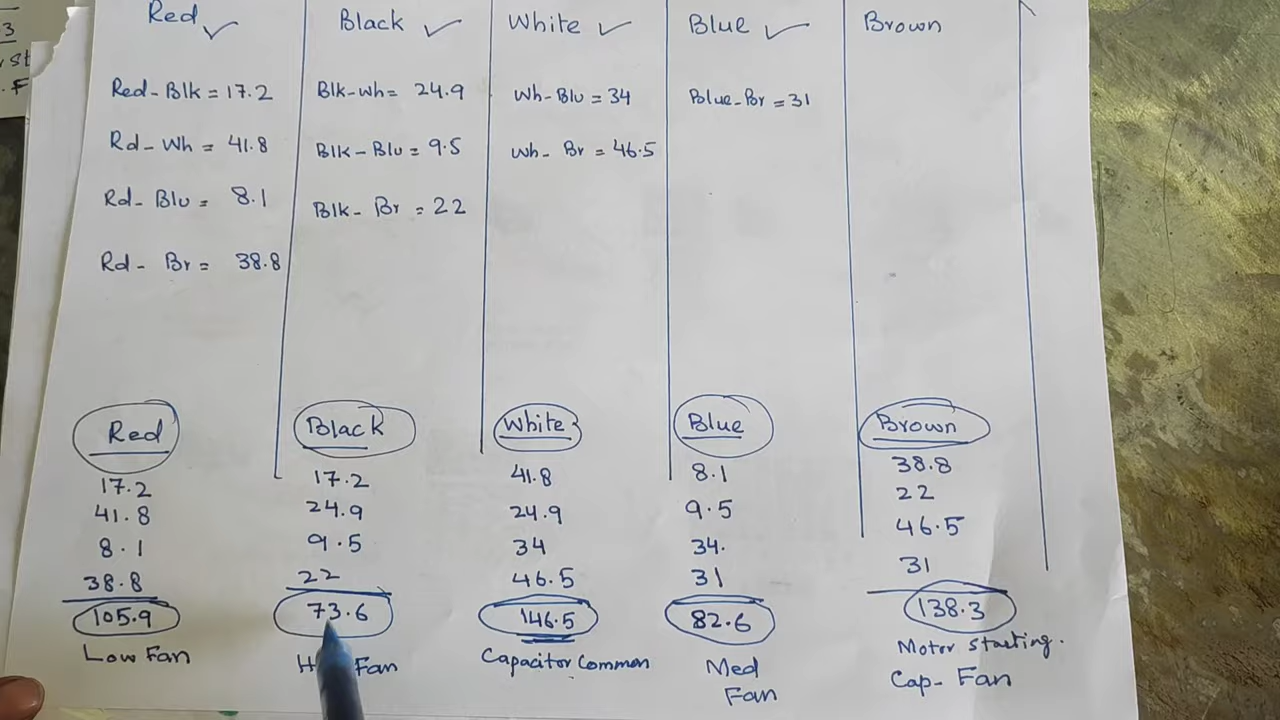 3
st
F
Red
Red-Blk = 17.2
Rd-Wh = 41.8
Rd-Blu = 8.1
Rd- Br = 38.8
Black
Blk-Wh = 24.9
Blk-Blu = 9.5
Blk- Br = 22
White
Wh-Blu = 34
Wh- Br = 46.5
Blue
Blue-Br = 31
Brown
Red
17.2
41.8
8.1
38.8
105.9
Low Fan
Black
17.2
24.9
9.5
22
73.6
Fan
White
41.8
24.9
34
46.5
146.5
Capacitor Common
Blue
8.1
9.5
34.
31
82.6
Med
Fan
Brown
38.8
22
46.5
31
138.3
Motor Starting.
Cap- Fan